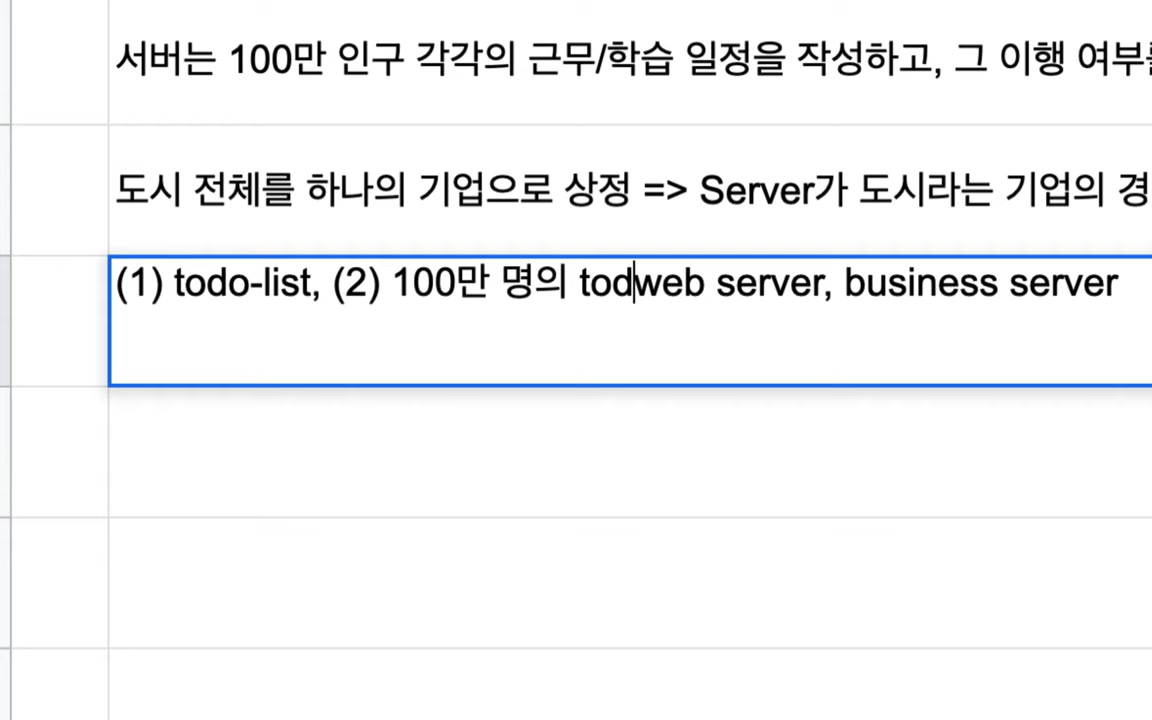 서버는 100만 인구 각각의 근무/학습 일정을 작성하고, 그 이행 여부를
도시 전체를 하나의 기업으로 상정 => Server가 도시라는 기업의 경
(1) todo-list, (2) 100만 명의 todweb server, business server